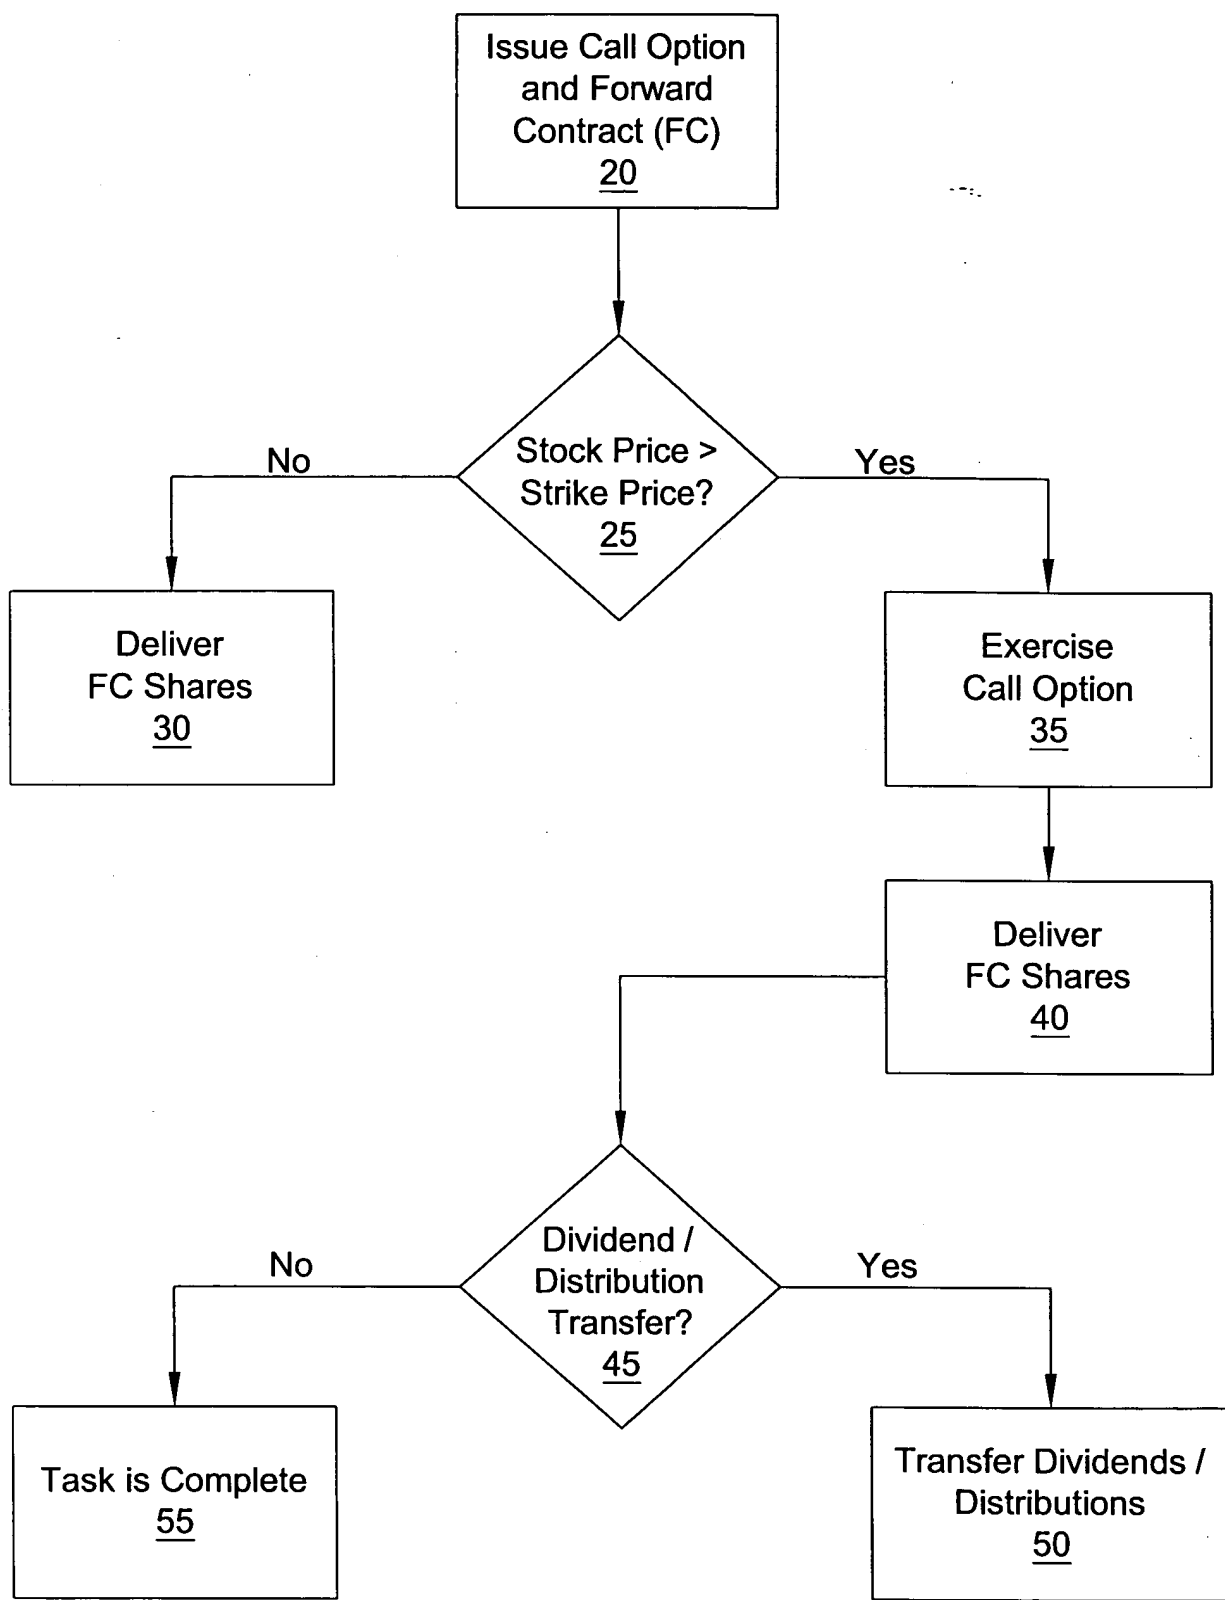 Issue Call Option
and Forward
Contract (FC)
20
Stock Price >
Strike Price?
25
No
Yes
Deliver
FC Shares
30
Exercise
Call Option
35
Deliver
FC Shares
40
Dividend /
Distribution
Transfer?
45
No
Yes
Task is Complete
55
Transfer Dividends /
Distributions
50